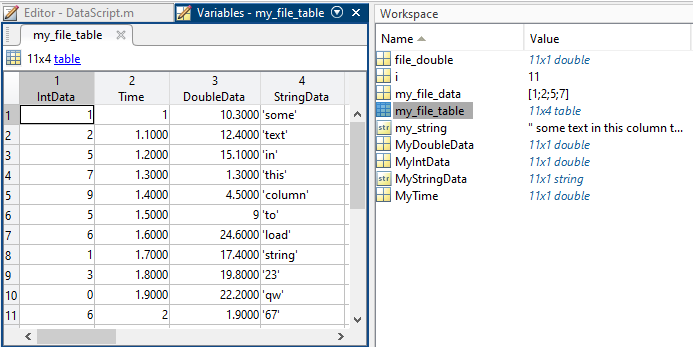 Editor - DataScript.m
Variables - my_file_table
my_file_table
11x4 table
1 2 3 4
IntData Time DoubleData StringData
1 1 1 10.3000 'some'
2 2 1.1000 12.4000 'text'
3 5 1.2000 15.1000 'in'
4 7 1.3000 1.3000 'this'
5 9 1.4000 4.5000 'column'
6 5 1.5000 9 'to'
7 6 1.6000 24.6000 'load'
8 1 1.7000 17.4000 'string'
9 3 1.8000 19.8000 '23'
10 0 1.9000 22.2000 'qw'
11 6 2 1.9000 '67'
Workspace
Name Value
file_double 11x1 double
i 11
my_file_data [1;2;5;7]
my_file_table 11x4 table
str my_string " some text in this column t...
MyDoubleData 11x1 double
MyIntData 11x1 double
str MyStringData 11x1 string
MyTime 11x1 double